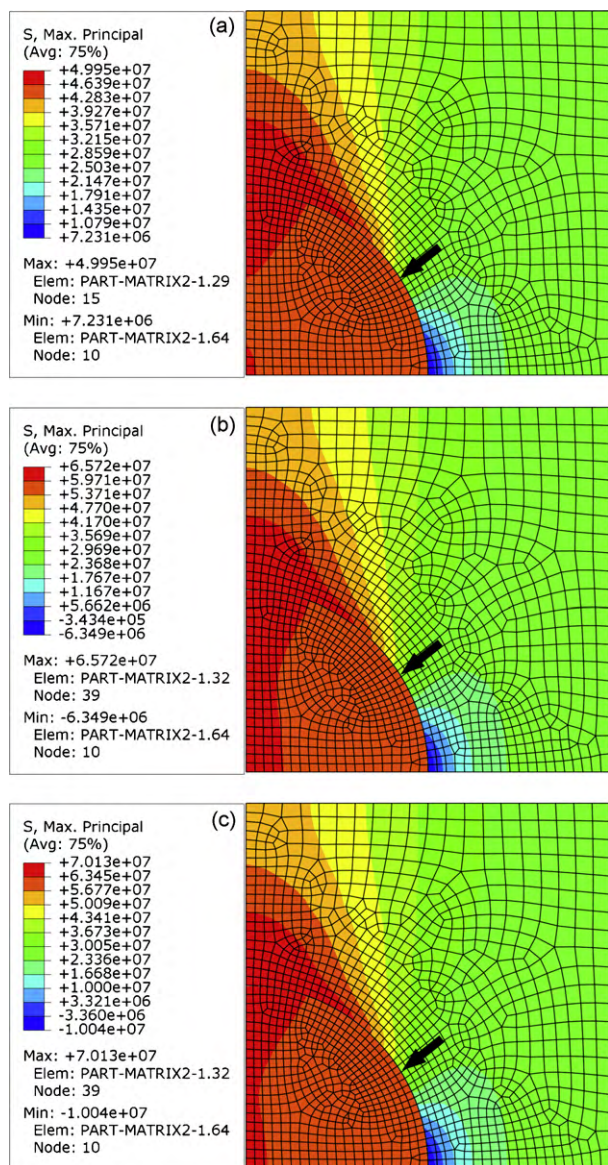 (a)
S, Max. Principal
(Avg: 75%)
+4.995e+07
+4.639e+07
+4.283e+07
+3.927e+07
+3.571e+07
+3.215e+07
+2.859e+07
+2.503e+07
+2.147e+07
+1.791e+07
+1.435e+07
+1.079e+07
+7.231e+06
Max: +4.995e+07
Elem: PART-MATRIX2-1.29
Node: 15
Min: +7.231e+06
Elem: PART-MATRIX2-1.64
Node: 10
(b)
S, Max. Principal
(Avg: 75%)
+6.572e+07
+5.971e+07
+5.371e+07
+4.770e+07
+4.170e+07
+3.569e+07
+2.969e+07
+2.368e+07
+1.767e+07
+1.167e+07
+5.662e+06
-3.434e+05
-6.349e+06
Max: +6.572e+07
Elem: PART-MATRIX2-1.32
Node: 39
Min: -6.349e+06
Elem: PART-MATRIX2-1.64
Node: 10
(c)
S, Max. Principal
(Avg: 75%)
+7.013e+07
+6.345e+07
+5.677e+07
+5.009e+07
+4.341e+07
+3.673e+07
+3.005e+07
+2.336e+07
+1.668e+07
+1.000e+07
+3.321e+06
-3.360e+06
-1.004e+07
Max: +7.013e+07
Elem: PART-MATRIX2-1.32
Node: 39
Min: -1.004e+07
Elem: PART-MATRIX2-1.64
Node: 10